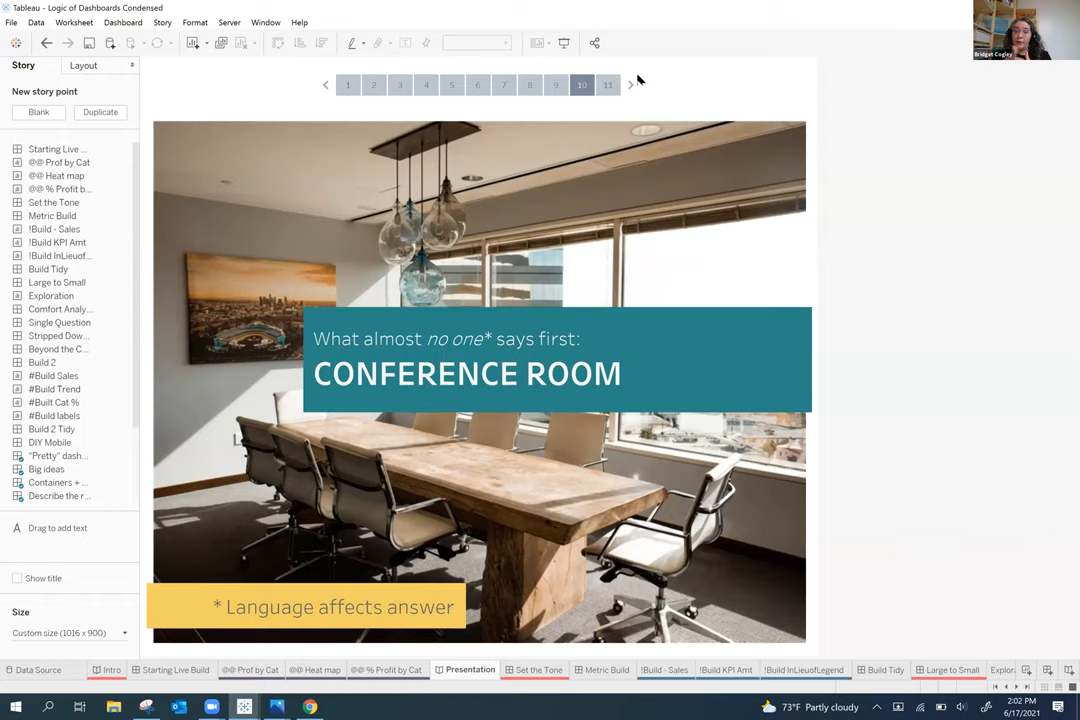 Tableau - Logic of Dashboards Condensed
File Data Worksheet Dashboard Story Format Server Window Help
Story Layout
New story point
Blank Duplicate
1 2 3 4 5 6 7 8 9 10 11
Bridget Cogley
Starting Live ...
@@ Prof by Cat
@@ Heat map
@@ % Profit b...
Set the Tone
Metric Build
!Build - Sales
!Build KPI Amt
!Build InLieuof...
Build Tidy
Large to Small
Exploration
Comfort Analy...
Single Question
Stripped Dow...
Beyond the C...
Build 2
#Build Sales
#Build Trend
#Built Cat %
#Build labels
Build 2 Tidy
DIY Mobile
"Pretty" dash...
Big ideas
Containers + ...
Describe the r...
A Drag to add text
Show title
Size
Custom size (1016 x 900)
What almost no one* says first:
CONFERENCE ROOM
* Language affects answer
Data Source Intro Starting Live Build @@ Prof by Cat @@ Heat map @@ % Profit by Cat Presentation Set the Tone Metric Build !Build - Sales !Build KPI Amt !Build InLieuofLegend Build Tidy Large to Small Explor
73°F Partly cloudy
2:02 PM
6/17/2021